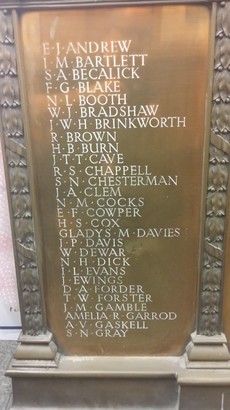 E·J·ANDREW
I·M·BARTLETT
S·A·BECALICK
F·G·BLAKE
N·L·BOOTH
W·J·BRADSHAW
J·W·H·BRINKWORTH
R·BROWN
H·B·BURN
J·T·T·CAVE
R·S·CHAPPELL
S·N·CHESTERMAN
J·A·CLEM
N·M·COCKS
E·F·COWPER
H·S·COX
GLADYS·M·DAVIES
J·P·DAVIS
W·DEWAR
N·H·DICK
I·L·EVANS
J·EWINGS
D·A·FORDER
T·W·FORSTER
J·M·GAMBLE
AMELIA·R·GARROD
A·V·GASKELL
S·N·GRAY